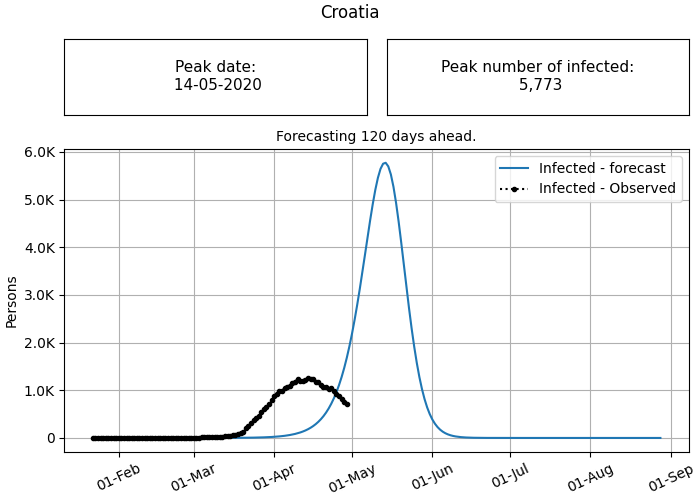 Croatia
Peak date:
14-05-2020
Peak number of infected:
5,773
Forecasting 120 days ahead.
6.0K
5.0K
4.0K
3.0K
2.0K
1.0K
0
Persons
Infected - forecast
Infected - Observed
01-Feb
01-Mar
01-Apr
01-May
01-Jun
01-Jul
01-Aug
01-Sep